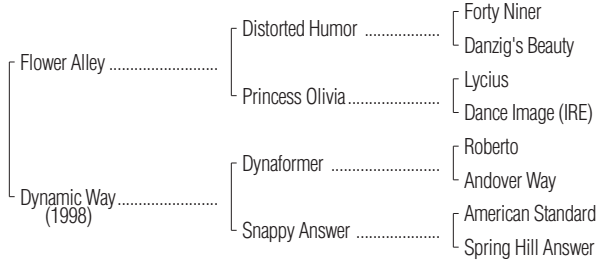 Forty Niner
Distorted Humor ..................
Danzig's Beauty
Flower Alley ..........................
Lycius
Princess Olivia......................
Dance Image (IRE)
Roberto
Dynaformer .........................
Andover Way
Dynamic Way........................
(1998)
American Standard
Snappy Answer ....................
Spring Hill Answer